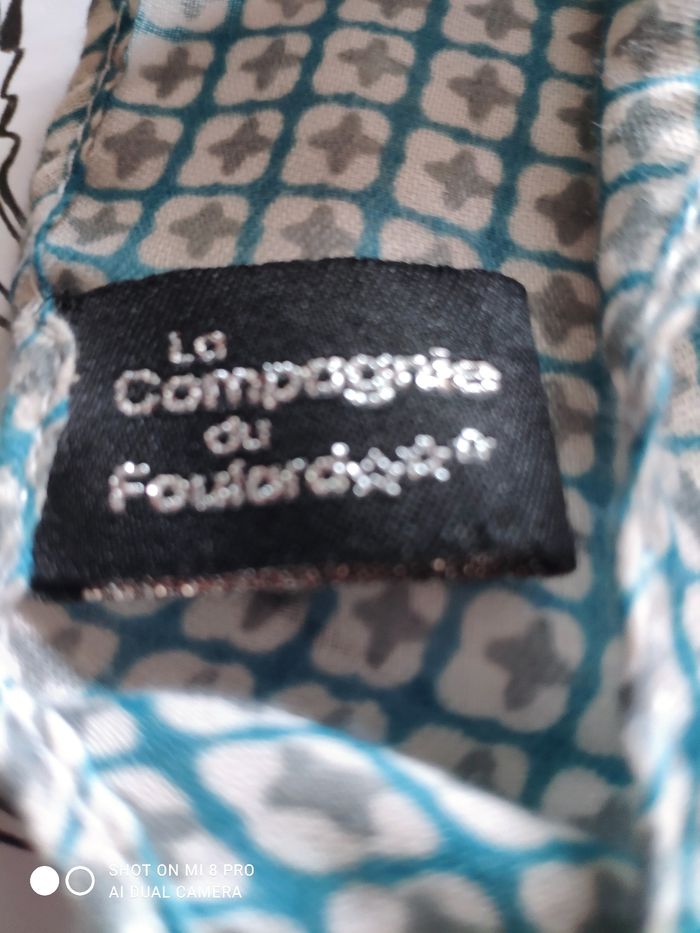 La
Compagnie
du
Foulard☆☆☆
SHOT ON MI 8 PRO
AI DUAL CAMERA